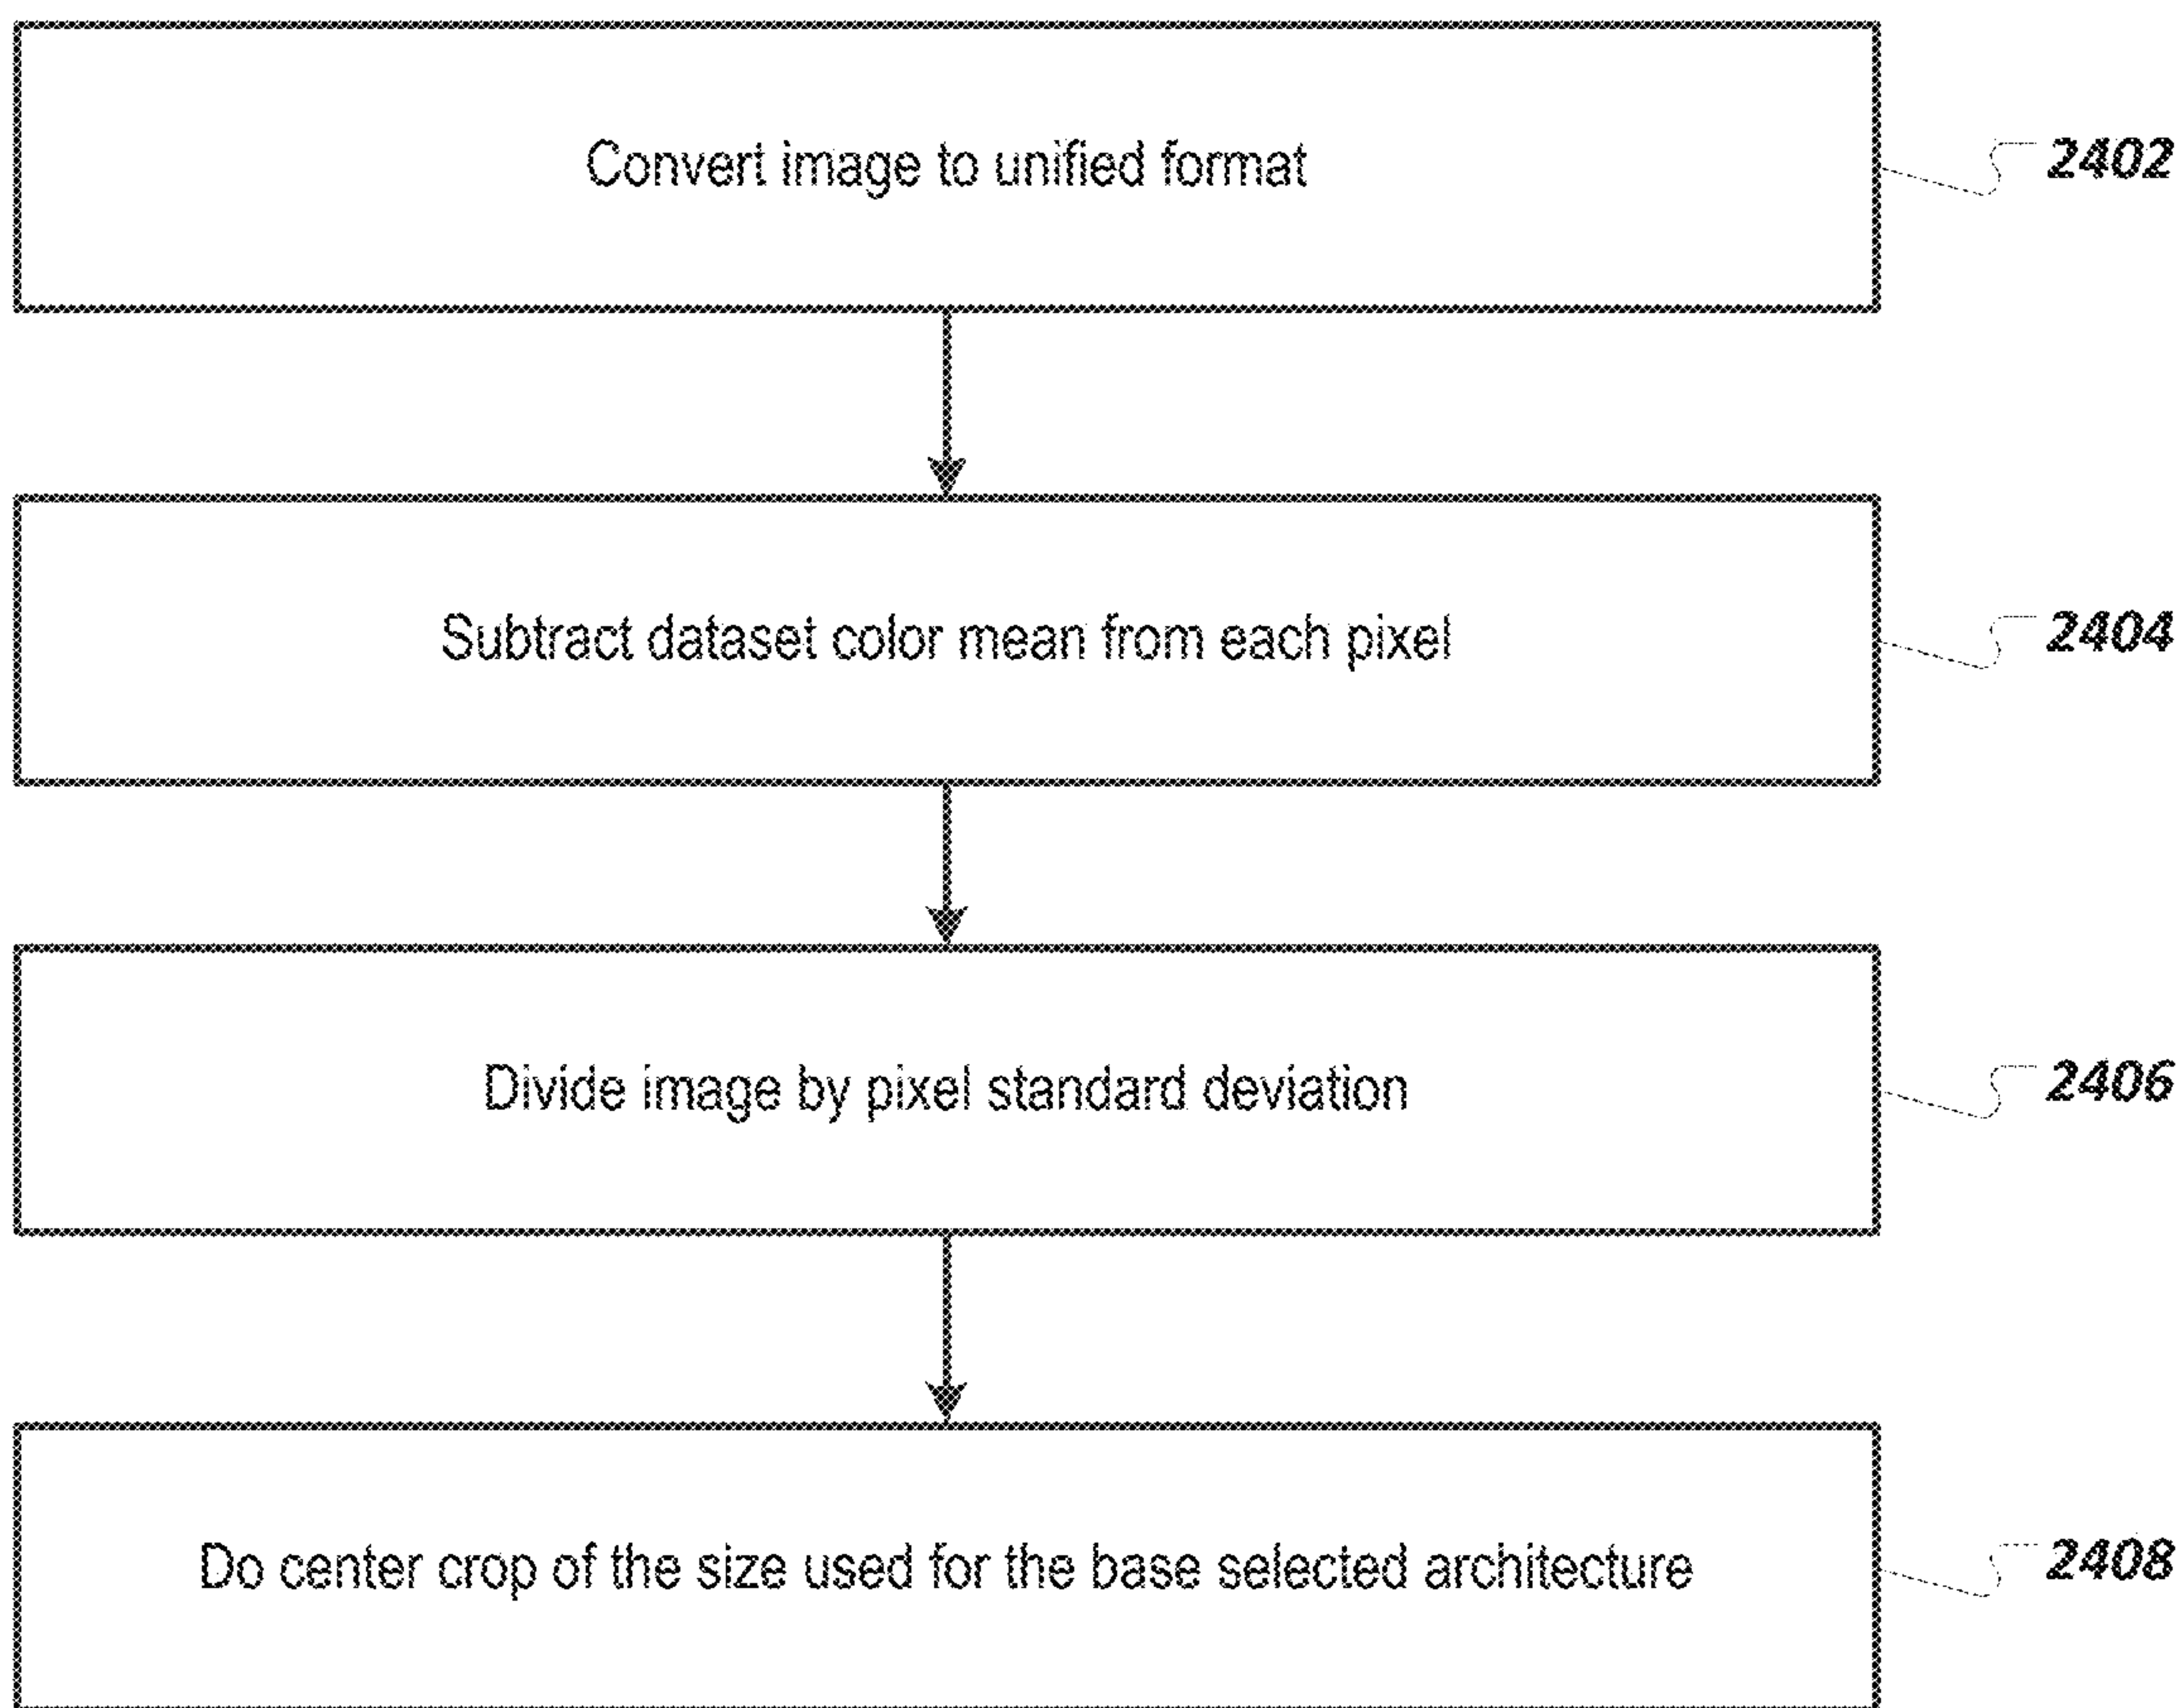 Convert image to unified format
2402
Subtract dataset color mean from each pixel
2404
Divide image by pixel standard deviation
2406
Do center crop of the size used for the base selected architecture
2408